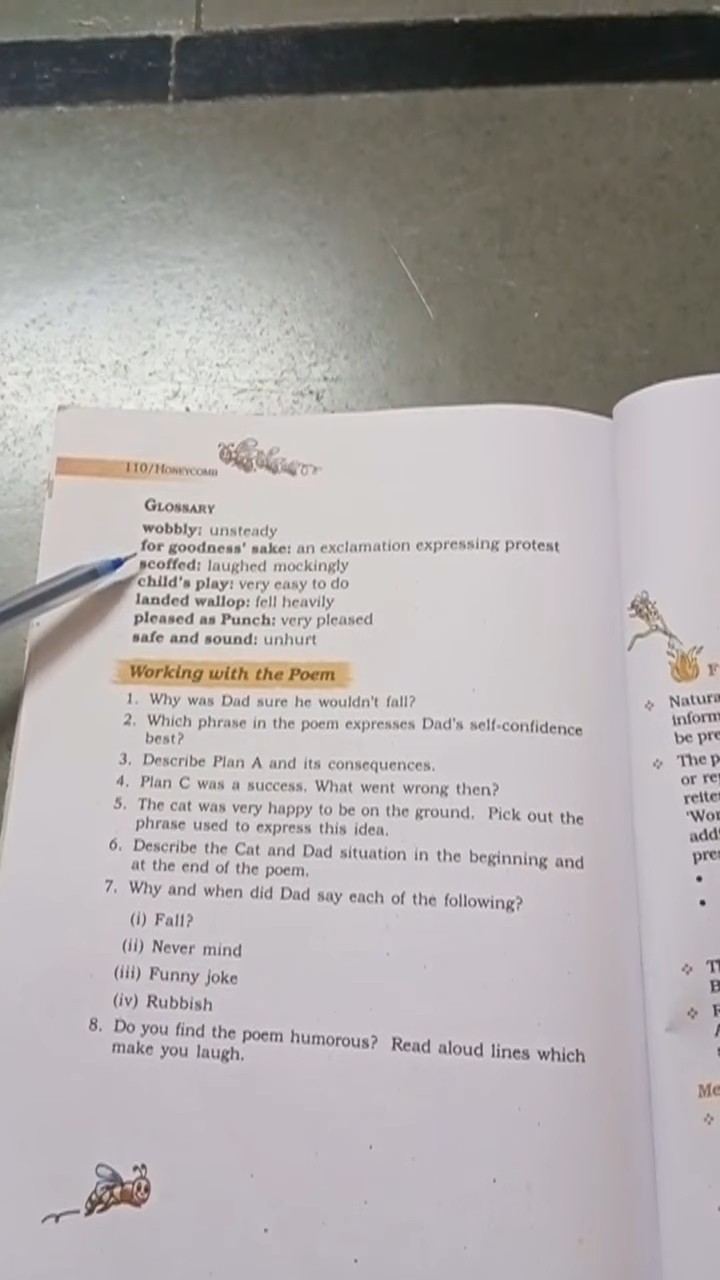 110/HONEYCOMB
GLOSSARY
wobbly: unsteady
for goodness' sake: an exclamation expressing protest
scoffed: laughed mockingly
child's play: very easy to do
landed wallop: fell heavily
pleased as Punch: very pleased
safe and sound: unhurt
Working with the Poem
1. Why was Dad sure he wouldn't fall?
2. Which phrase in the poem expresses Dad's self-confidence
best?
3. Describe Plan A and its consequences.
4. Plan C was a success. What went wrong then?
5. The cat was very happy to be on the ground. Pick out the
phrase used to express this idea.
6. Describe the Cat and Dad situation in the beginning and
at the end of the poem.
7. Why and when did Dad say each of the following?
(i) Fall?
(ii) Never mind
(iii) Funny joke
(iv) Rubbish
8. Do you find the poem humorous? Read aloud lines which
make you laugh.
F
Natura
inform
be pre
The p
or re
reite
'Wor
add
pre
Me